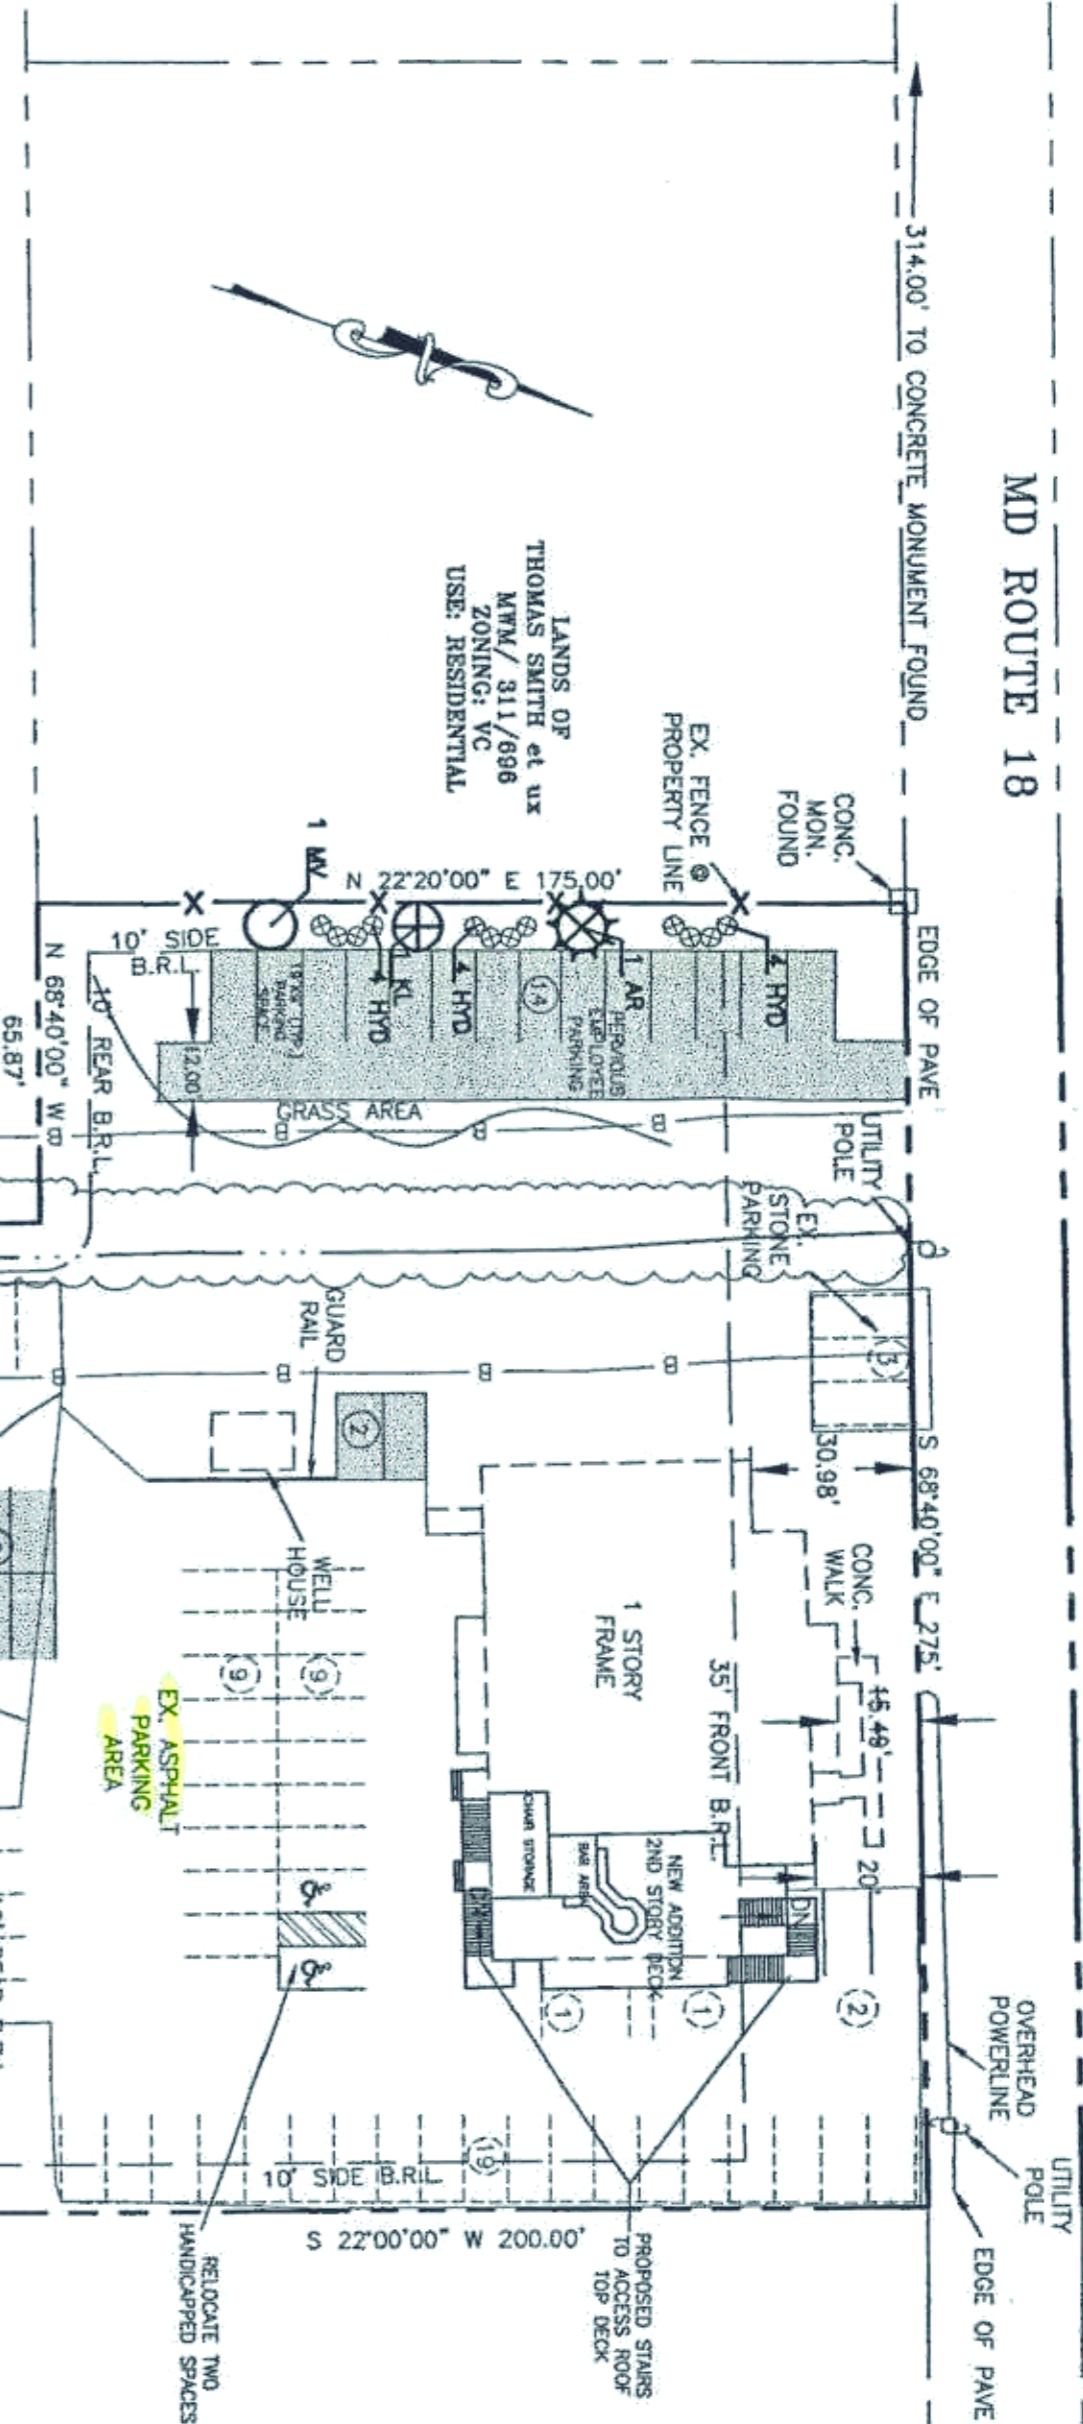 MD ROUTE 18
314.00' TO CONCRETE MONUMENT FOUND
LANDS OF
THOMAS SMITH et ux
MWM/ 311/696
ZONING: VC
USE: RESIDENTIAL
EX. FENCE @
PROPERTY LINE
CONC.
MON.
FOUND
N 22°20'00" E 175.00'
1 MV
EDGE OF PAVE
10' SIDE
B.R.L.
4 HYD
1 AR
4 HYD
KL
4 HYD
14
PERVIOUS
EMPLOYEE
PARKING
PARKING
SPACE
12.00
GRASS AREA
10' REAR B.R.L.
N 68°40'00" W
65.87'
UTILITY
POLE
EX.
STONE
PARKING
3
GUARD
RAIL
2
30.98'
S 68°40'00" E 275'
WELL
HOUSE
CONC.
WALK
15.49'
1 STORY
FRAME
35' FRONT B.R.L.
9
9
EX. ASPHALT
PARKING
AREA
CHAIR STORAGE
BAR AREA
NEW ADDITION
2ND STORY DECK
20'
DN
DN
2
1
1
OVERHEAD
POWERLINE
UTILITY
POLE
EDGE OF PAVE
19
10' SIDE B.R.L.
S 22°00'00" W 200.00'
PROPOSED STAIRS
TO ACCESS ROOF
TOP DECK
RELOCATE TWO
HANDICAPPED SPACES